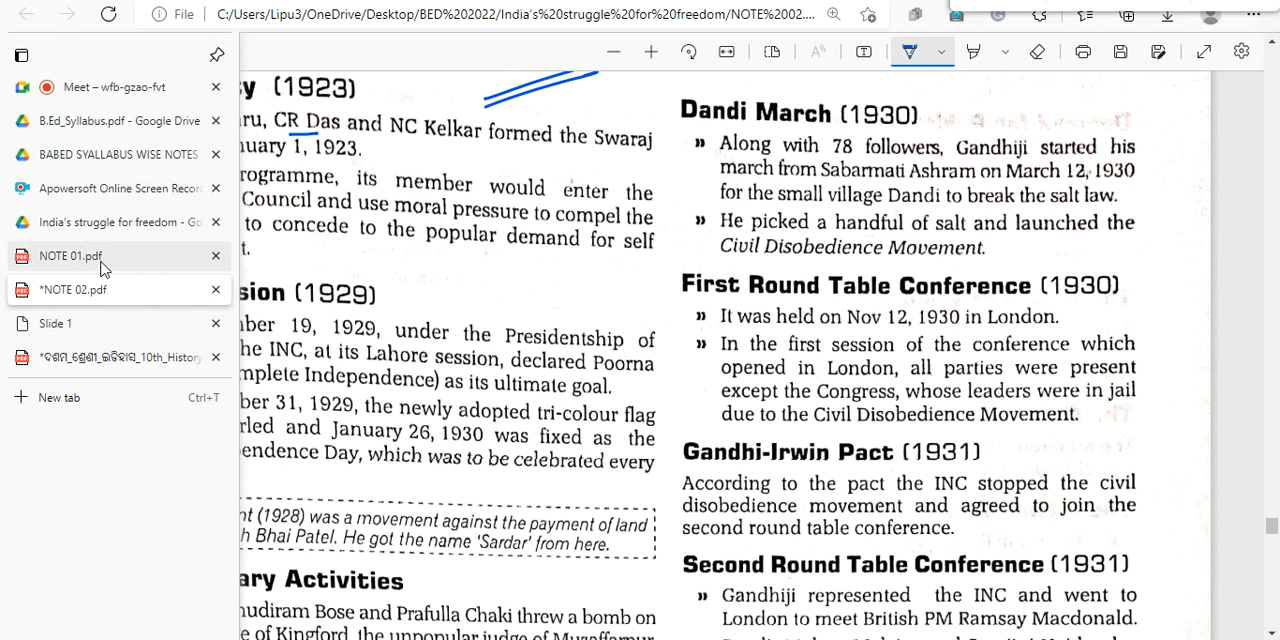 File
C:/Users/Lipu3/OneDrive/Desktop/BED%202022/India's%20struggle%20for%20freedom/NOTE%2002....
Meet – wfb-gzao-fvt
B.Ed_Syllabus.pdf - Google Drive
BABED SYALLABUS WISE NOTES
Apowersoft Online Screen Recor
India's struggle for freedom - Go
NOTE 01.pdf
*NOTE 02.pdf
Slide 1
*ଦଶମ_ଶ୍ରେଣୀ_ଇତିହାସ_10th_History
New tab
Ctrl+T
y (1923)
ru, CR Das and NC Kelkar formed the Swaraj
uary 1, 1923.
rogramme, its member would enter the
Council and use moral pressure to compel the
to concede to the popular demand for self
t.
sion (1929)
ber 19, 1929, under the Presidentship of
he INC, at its Lahore session, declared Poorna
mplete Independence) as its ultimate goal.
ber 31, 1929, the newly adopted tri-colour flag
rled and January 26, 1930 was fixed as the
endence Day, which was to be celebrated every
nt (1928) was a movement against the payment of land
h Bhai Patel. He got the name 'Sardar' from here.
ary Activities
udiram Bose and Prafulla Chaki threw a bomb on
e of Kingford, the unpopular judge of Muzaffarpur
Dandi March (1930)
» Along with 78 followers, Gandhiji started his
march from Sabarmati Ashram on March 12, 1930
for the small village Dandi to break the salt law.
» He picked a handful of salt and launched the
Civil Disobedience Movement.
First Round Table Conference (1930)
» It was held on Nov 12, 1930 in London.
» In the first session of the conference which
opened in London, all parties were present
except the Congress, whose leaders were in jail
due to the Civil Disobedience Movement.
Gandhi-Irwin Pact (1931)
According to the pact the INC stopped the civil
disobedience movement and agreed to join the
second round table conference.
Second Round Table Conference (1931)
» Gandhiji represented the INC and went to
London to meet British PM Ramsay Macdonald.